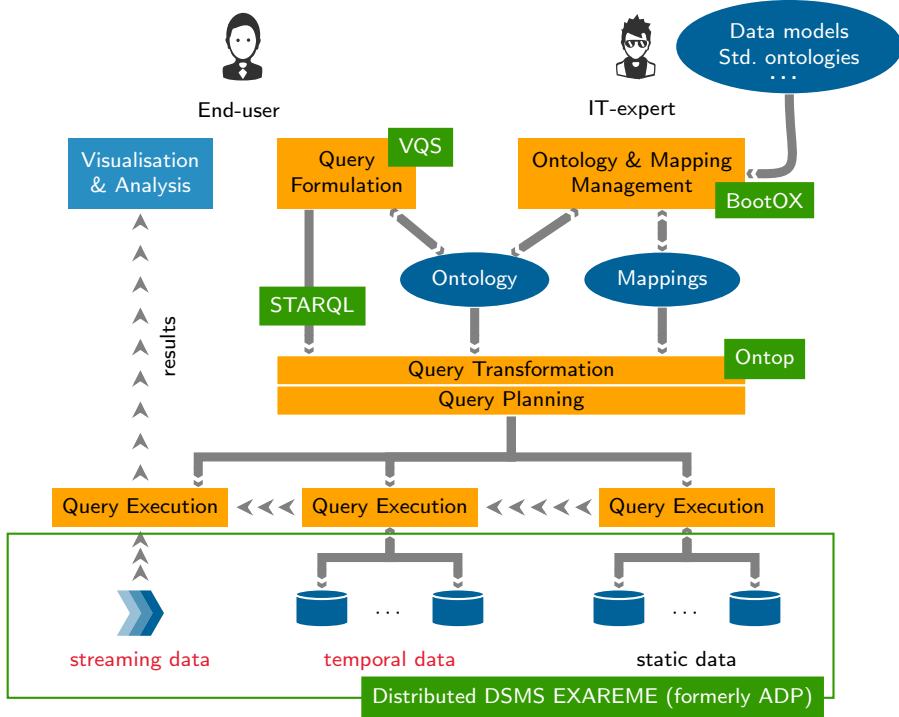 Data models
Std. ontologies
...
End-user
IT-expert
Visualisation
& Analysis
Query
Formulation
VQS
Ontology & Mapping
Management
BootOX
Ontology
Mappings
STARQL
results
Query Transformation
Ontop
Query Planning
Query Execution
Query Execution
Query Execution
...
...
streaming data
temporal data
static data
Distributed DSMS EXAREME (formerly ADP)